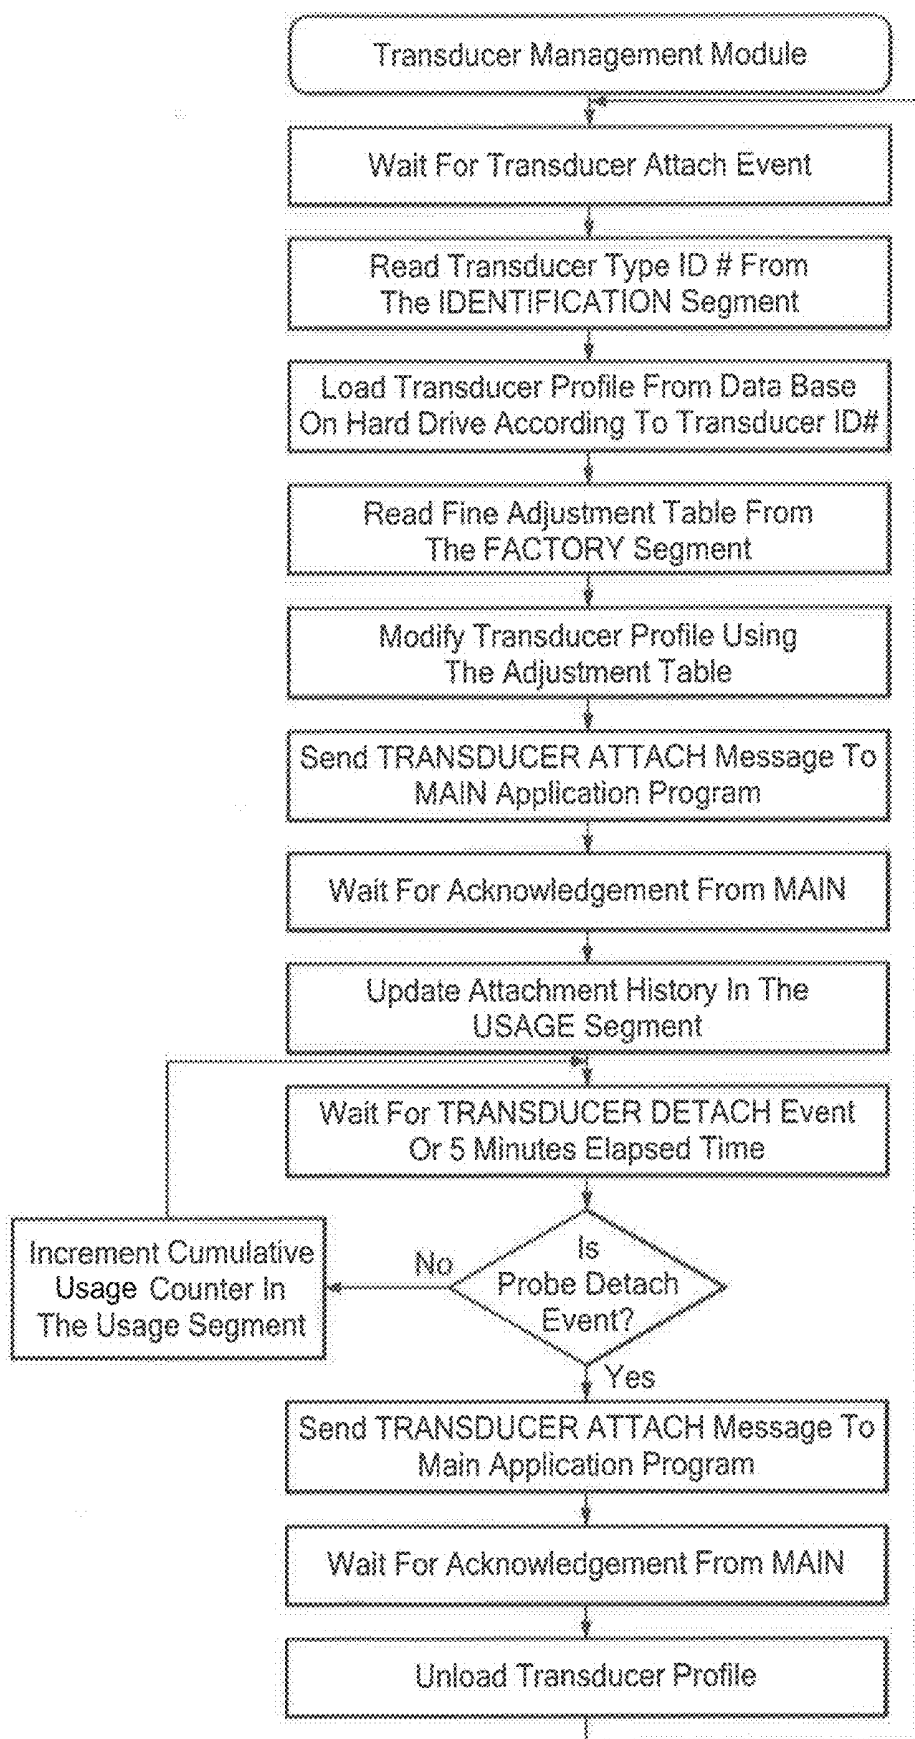 Transducer Management Module
Wait For Transducer Attach Event
Read Transducer Type ID # From
The IDENTIFICATION Segment
Load Transducer Profile From Data Base
On Hard Drive According To Transducer ID#
Read Fine Adjustment Table From
The FACTORY Segment
Modify Transducer Profile Using
The Adjustment Table
Send TRANSDUCER ATTACH Message To
MAIN Application Program
Wait For Acknowledgement From MAIN
Update Attachment History In The
USAGE Segment
Wait For TRANSDUCER DETACH Event
Or 5 Minutes Elapsed Time
Is
Probe Detach
Event?
No
Increment Cumulative
Usage Counter In
The Usage Segment
Yes
Send TRANSDUCER ATTACH Message To
Main Application Program
Wait For Acknowledgement From MAIN
Unload Transducer Profile